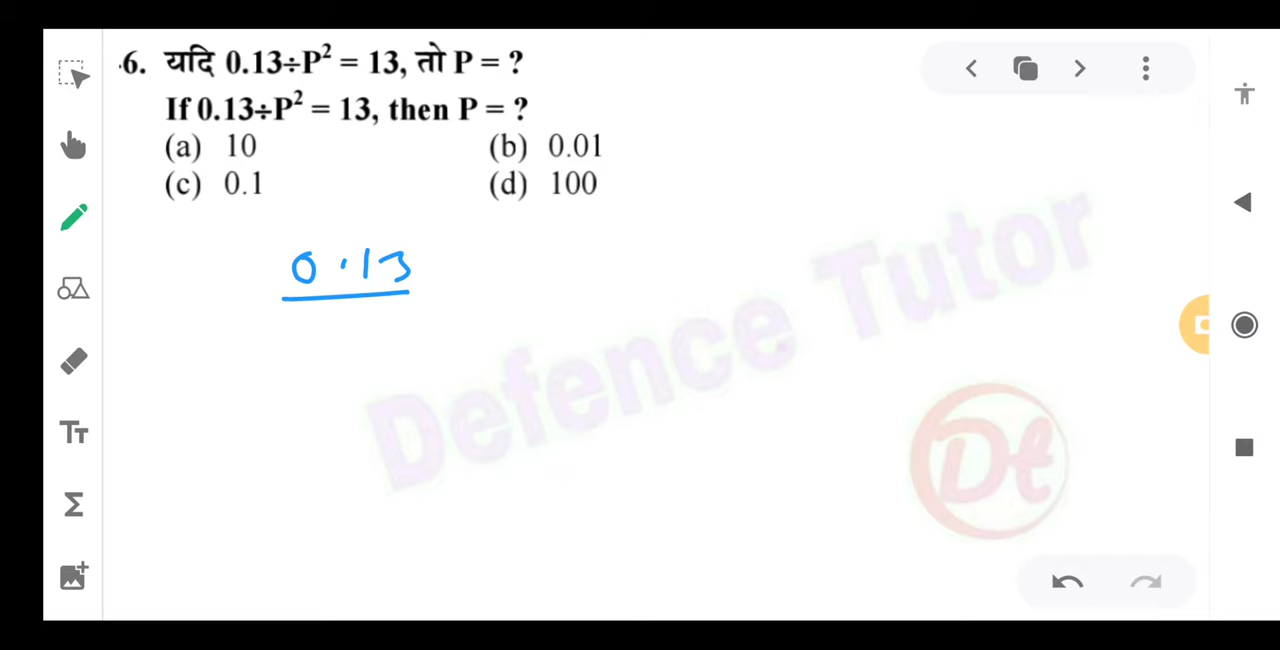 ·6. यदि 0.13÷P² = 13, तो P = ?
If 0.13÷P² = 13, then P = ?
(a) 10 (b) 0.01
(c) 0.1 (d) 100
0.13
Defence Tutor
Dt
TT
Σ